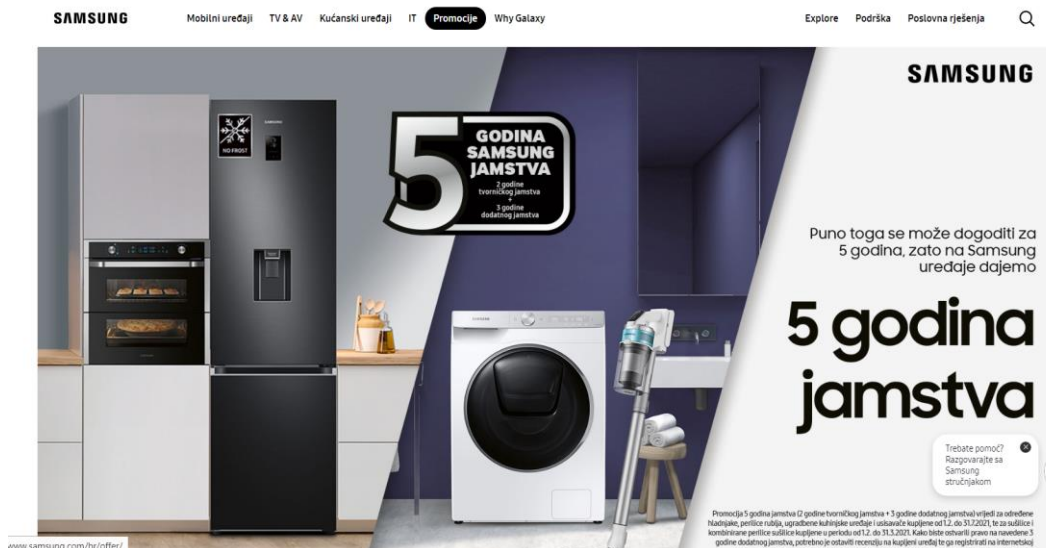 SAMSUNG
Mobilni uređaji TV & AV Kućanski uređaji IT Promocije Why Galaxy
Explore Podrška Poslovna rješenja
SAMSUNG
NO FROST
SAMSUNG
5 GODINA
SAMSUNG
JAMSTVA
2 godine
tvorničkog jamstva
+
3 godine
dodatnog jamstva
SAMSUNG
Puno toga se može dogoditi za
5 godina, zato na Samsung
uređaje dajemo
5 godina
jamstva
Trebate pomoć?
Razgovarajte sa
Samsung
stručnjakom
Promocija 5 godina jamstva (2 godine tvorničkog jamstva + 3 godine dodatnog jamstva) vrijedi za određene
hladnjake, perilice rublja, ugradbene kuhinjske uređaje i usisavače kupljene od 1.2. do 31.7.2021, te za sušilice i
kombinirane perilice sušilice kupljene u periodu od 1.2. do 31.3.2021. Kako biste ostvarili pravo na navedene 3
godine dodatnog jamstva, potrebno je ostaviti recenziju na kupljeni uređaj te ga registrirati na internetskoj
www.samsung.com/hr/offer/